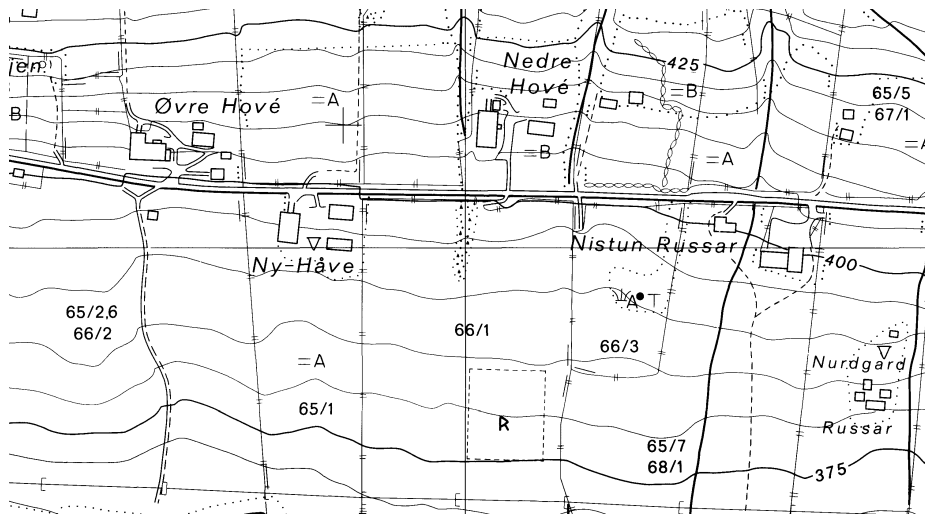 425
Nedre
Hové
jen
=B
65/5
67/1
Øvre Hové
=A
B
=B
=A
=A
Nistun Russar
Ny-Håve
400
A T
65/2,6
66/2
66/1
66/3
=A
Nurdgard
65/1
R
Russar
65/7
68/1
375